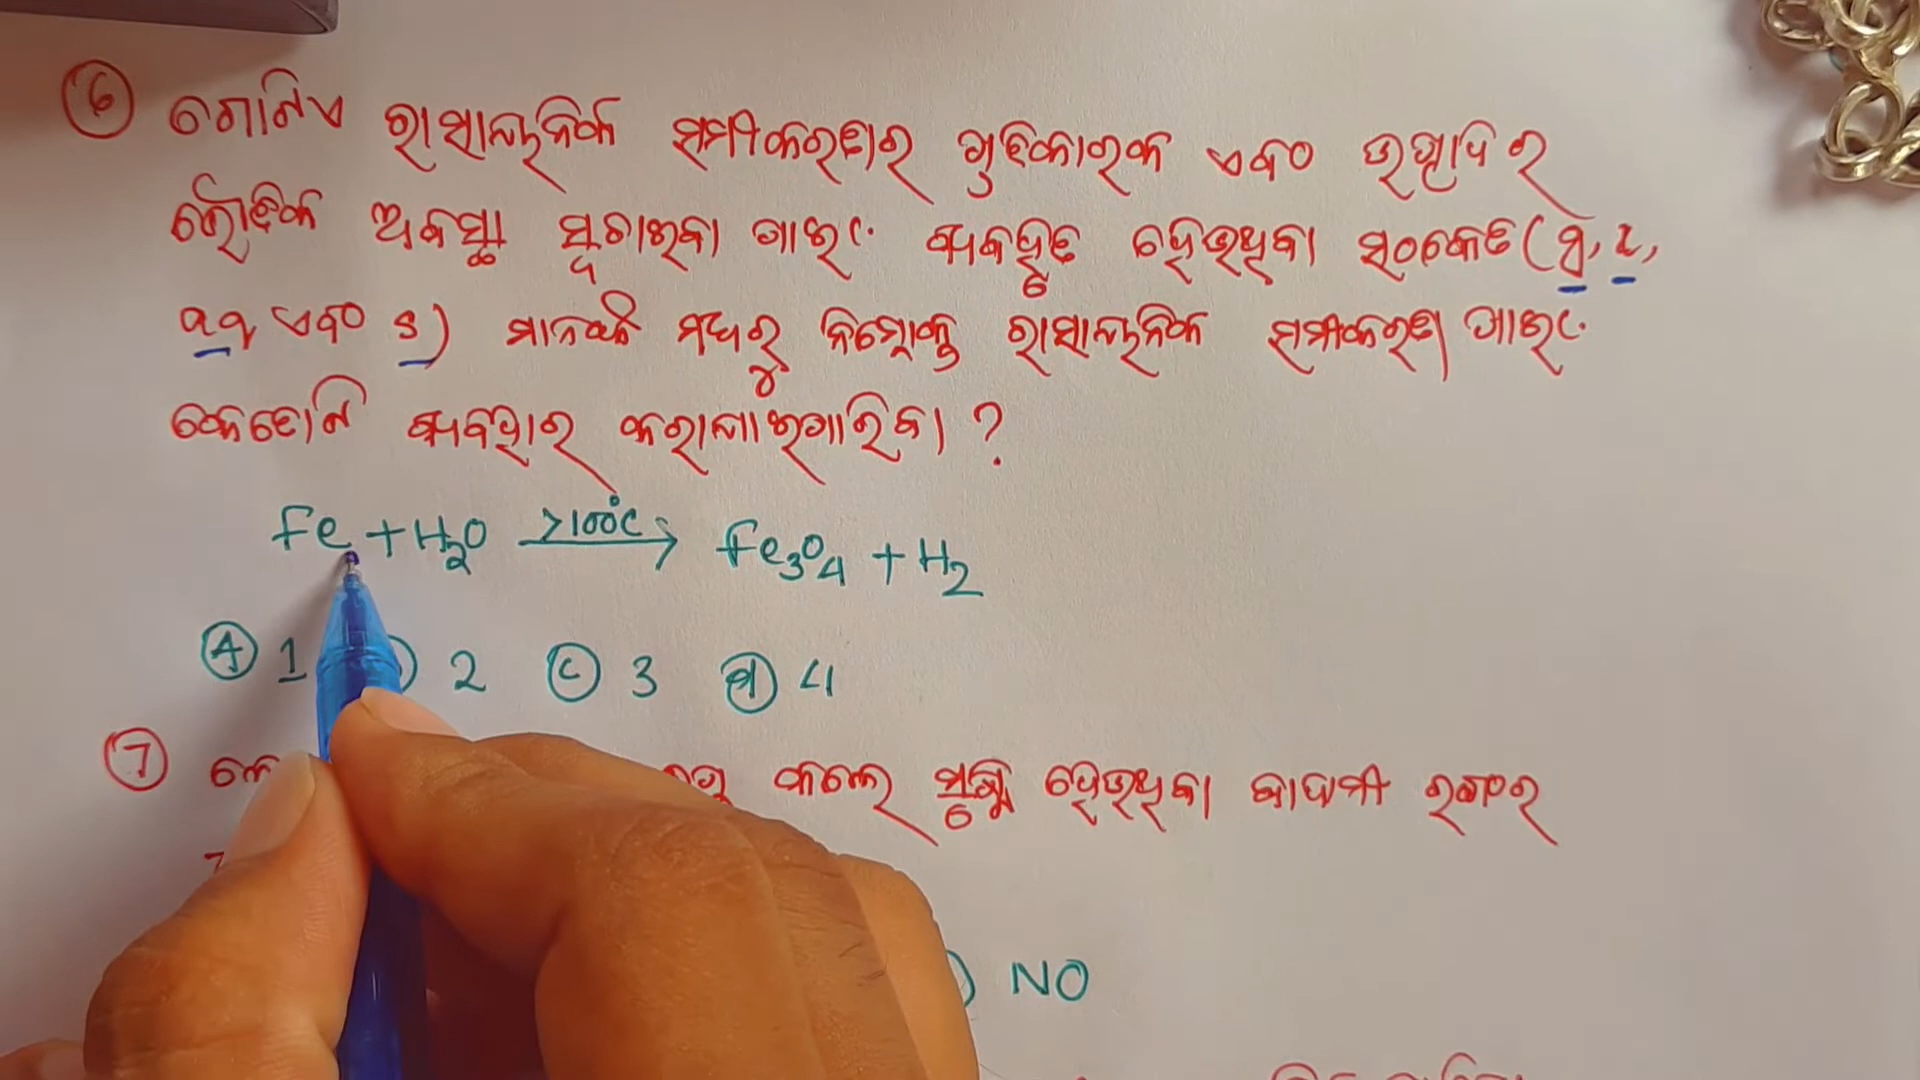 6 ଗୋଟିଏ ରାସାୟନିକ ସମୀକରଣର ପ୍ରତିକାରକ ଏବଂ ଉତ୍ପାଦର
ଭୌତିକ ଅବସ୍ଥା ସୂଚାଇବା ପାଇଁ ବ୍ୟବହୃତ ହେଉଥିବା ସଂକେତ (g, l,
aq ଏବଂ s) ମାନଙ୍କ ମଧ୍ୟରୁ ନିମ୍ନୋକ୍ତ ରାସାୟନିକ ସମୀକରଣ ପାଇଁ
କେତୋଟି ବ୍ୟବହାର କରାଯାଇପାରିବ ?
Fe + H₂O >100°C → Fe₃O₄ + H₂
A 1 2 C 3 D 4
7 କଲେ ହେଉଥିବା ବାଦାମୀ ରଙ୍ଗର
NO